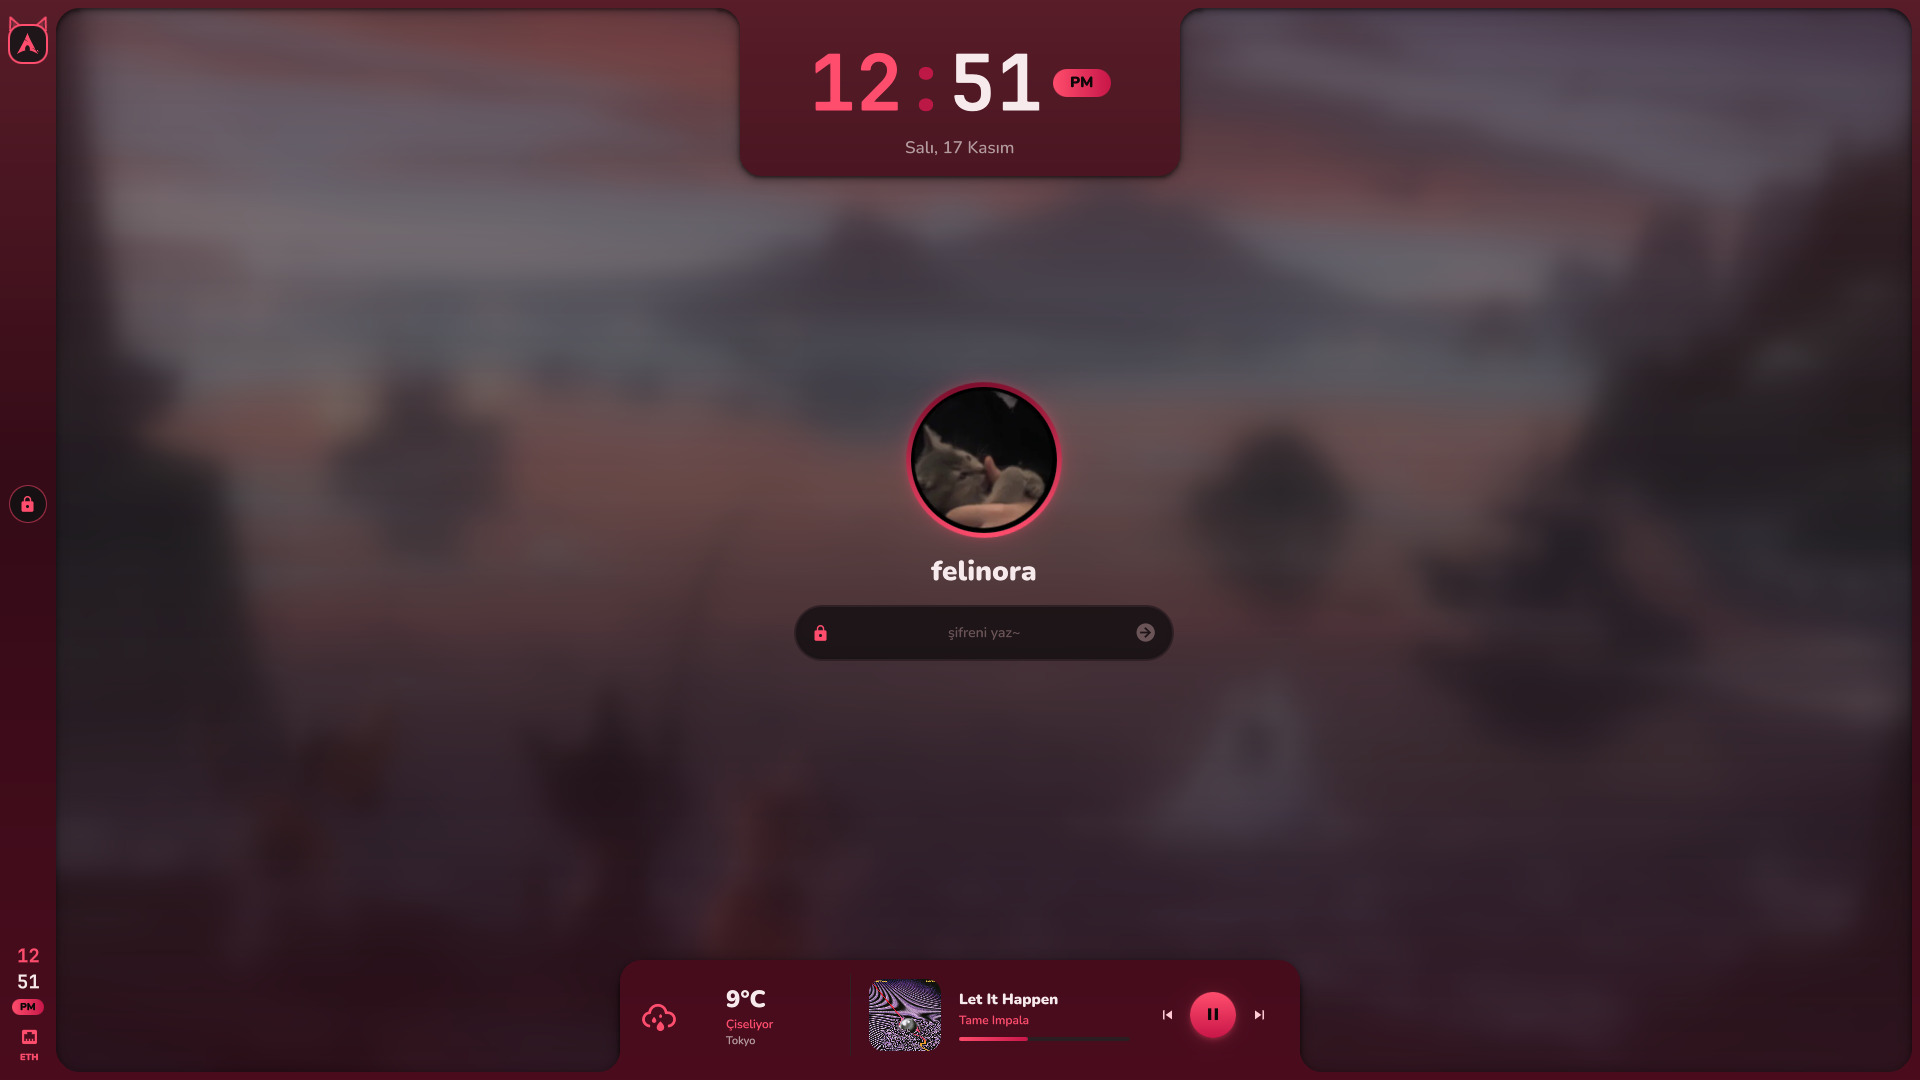 12:51 PM
Salı, 17 Kasım
felinora
şifreni yaz~
12
51
PM
ETH
9°C
Çiseliyor
Tokyo
Let It Happen
Tame Impala